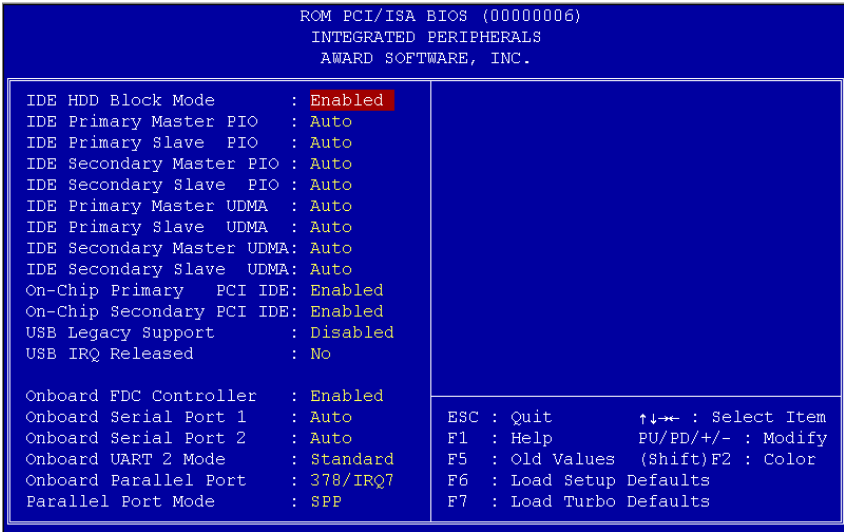 ROM PCI/ISA BIOS (00000006)
INTEGRATED PERIPHERALS
AWARD SOFTWARE, INC.
IDE HDD Block Mode : Enabled
IDE Primary Master PIO : Auto
IDE Primary Slave PIO : Auto
IDE Secondary Master PIO : Auto
IDE Secondary Slave PIO : Auto
IDE Primary Master UDMA : Auto
IDE Primary Slave UDMA : Auto
IDE Secondary Master UDMA: Auto
IDE Secondary Slave UDMA: Auto
On-Chip Primary PCI IDE: Enabled
On-Chip Secondary PCI IDE: Enabled
USB Legacy Support : Disabled
USB IRQ Released : No
Onboard FDC Controller : Enabled
Onboard Serial Port 1 : Auto
Onboard Serial Port 2 : Auto
Onboard UART 2 Mode : Standard
Onboard Parallel Port : 378/IRQ7
Parallel Port Mode : SPP
ESC : Quit ↑↓→← : Select Item
F1 : Help PU/PD/+/- : Modify
F5 : Old Values (Shift)F2 : Color
F6 : Load Setup Defaults
F7 : Load Turbo Defaults